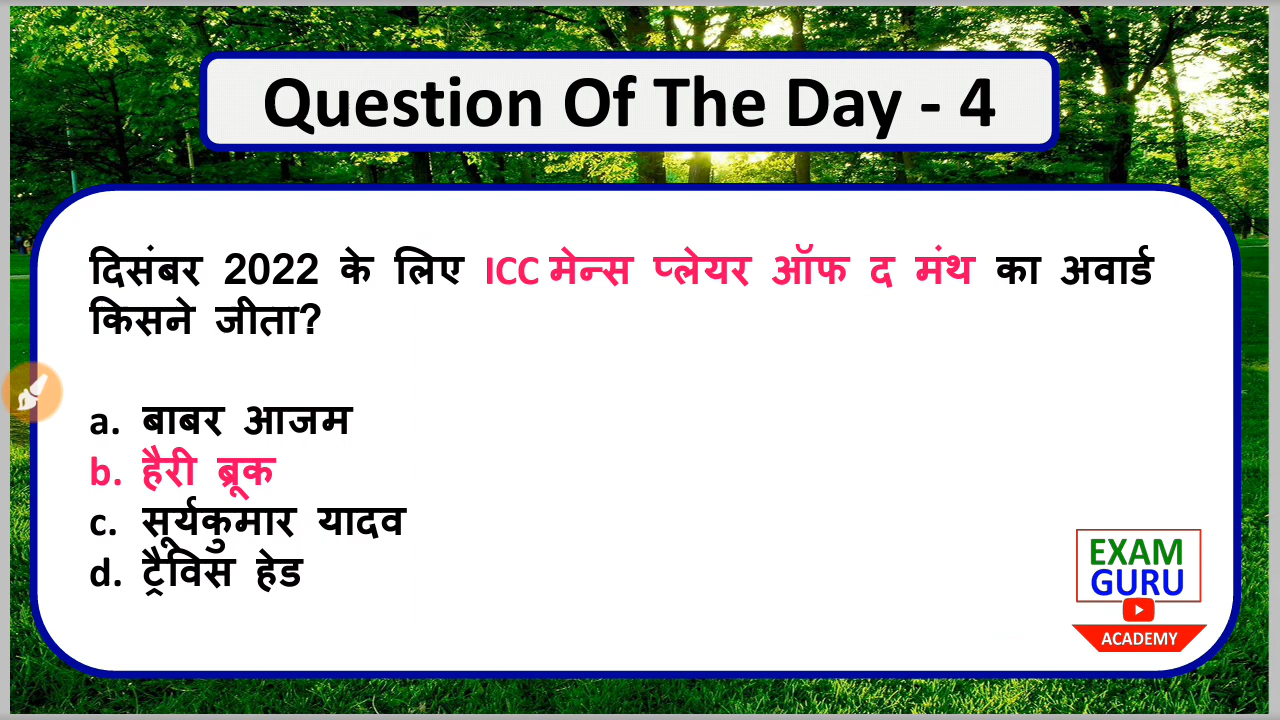 Question Of The Day - 4
दिसंबर 2022 के लिए ICC मेन्स प्लेयर ऑफ द मंथ का अवार्ड
किसने जीता?
a. बाबर आजम
b. हैरी ब्रूक
c. सूर्यकुमार यादव
d. ट्रैविस हेड
EXAM
GURU
ACADEMY